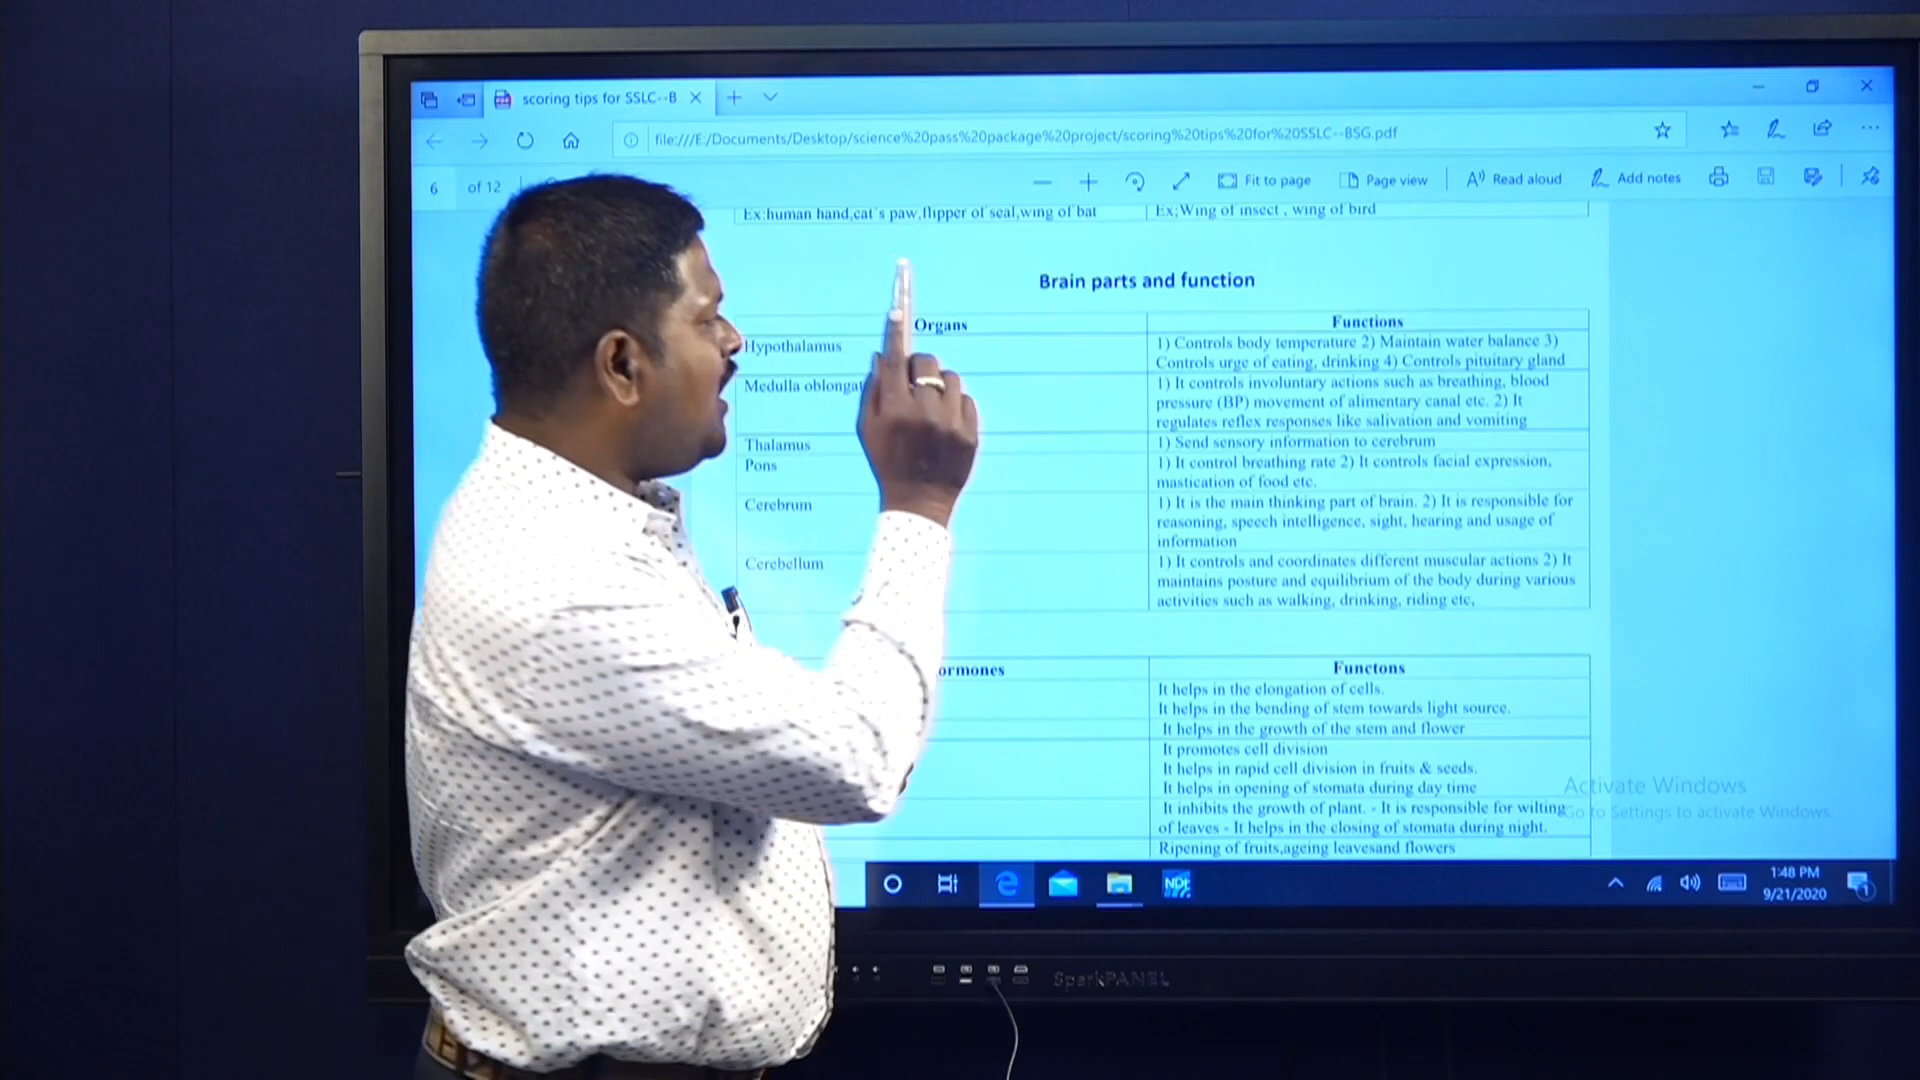 scoring tips for SSLC--B
file:///E:/Documents/Desktop/science%20pass%20package%20project/scoring%20tips%20for%20SSLC--BSG.pdf
6 of 12
Fit to page
Page view
Read aloud
Add notes
Ex:human hand,cat's paw,flipper of seal,wing of bat
Ex;Wing of insect , wing of bird
Brain parts and function
Organs
Functions
Hypothalamus
1) Controls body temperature 2) Maintain water balance 3)
Controls urge of eating, drinking 4) Controls pituitary gland
Medulla oblongat
1) It controls involuntary actions such as breathing, blood
pressure (BP) movement of alimentary canal etc. 2) It
regulates reflex responses like salivation and vomiting
Thalamus
1) Send sensory information to cerebrum
Pons
1) It control breathing rate 2) It controls facial expression,
mastication of food etc.
Cerebrum
1) It is the main thinking part of brain. 2) It is responsible for
reasoning, speech intelligence, sight, hearing and usage of
information
Cerebellum
1) It controls and coordinates different muscular actions 2) It
maintains posture and equilibrium of the body during various
activities such as walking, drinking, riding etc,
ormones
Functons
It helps in the elongation of cells.
It helps in the bending of stem towards light source.
It helps in the growth of the stem and flower
It promotes cell division
It helps in rapid cell division in fruits & seeds.
It helps in opening of stomata during day time
It inhibits the growth of plant. - It is responsible for wilting
of leaves - It helps in the closing of stomata during night.
Ripening of fruits,ageing leavesand flowers
Activate Windows
Go to Settings to activate Windows.
1:48 PM
9/21/2020
1
SparkPANEL